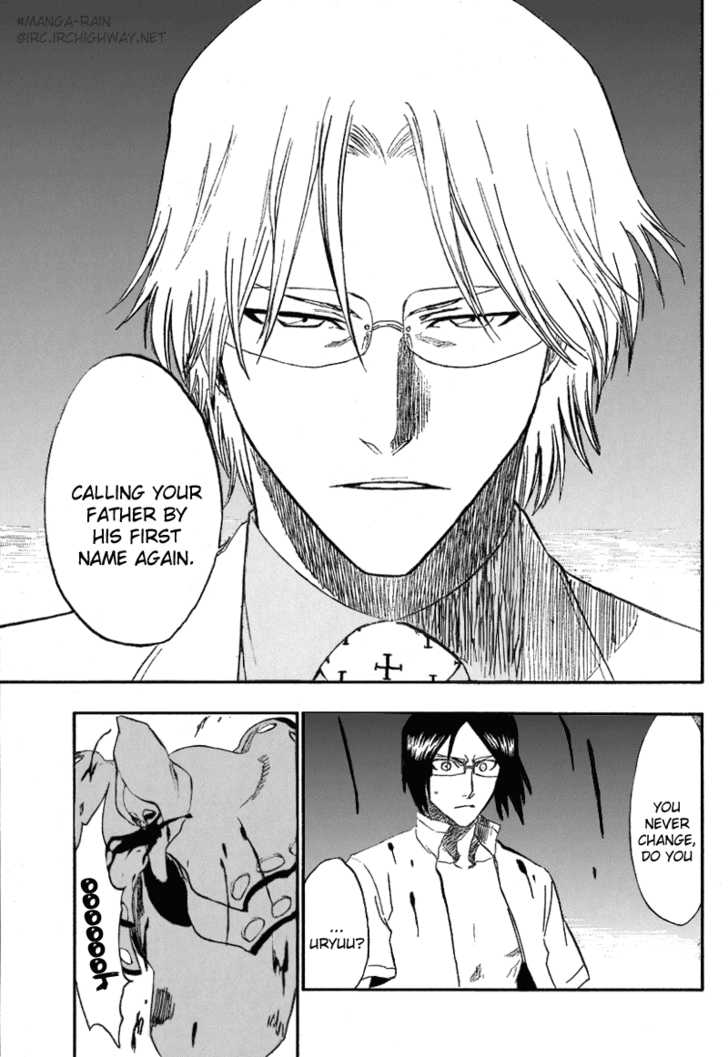 #MANGA-RAIN
@IRC.IRCHIGHWAY.NET
CALLING YOUR
FATHER BY
HIS FIRST
NAME AGAIN.
YOU
NEVER
CHANGE,
DO YOU
...
URYUU?
OOOOOOOH